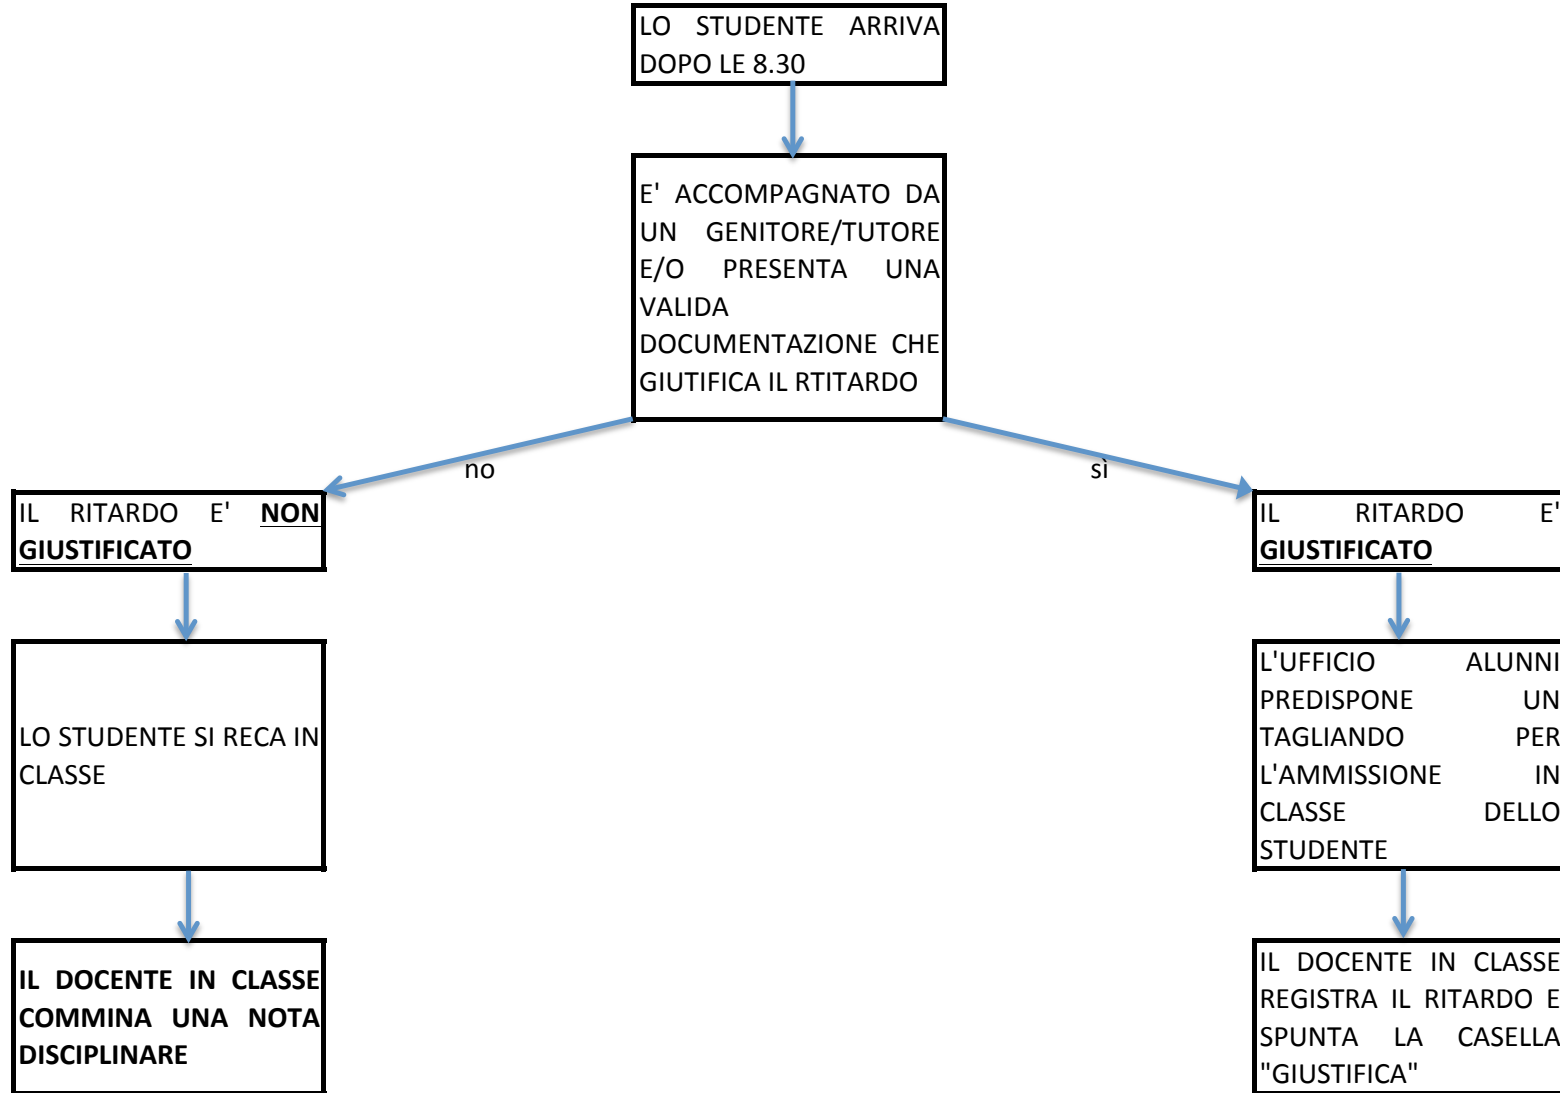 LO STUDENTE ARRIVA
DOPO LE 8.30
E' ACCOMPAGNATO DA
UN GENITORE/TUTORE
E/O PRESENTA UNA
VALIDA
DOCUMENTAZIONE CHE
GIUTIFICA IL RTITARDO
no
sì
IL RITARDO E' NON
GIUSTIFICATO
LO STUDENTE SI RECA IN
CLASSE
IL DOCENTE IN CLASSE
COMMINA UNA NOTA
DISCIPLINARE
IL RITARDO E'
GIUSTIFICATO
L'UFFICIO ALUNNI
PREDISPONE UN
TAGLIANDO PER
L'AMMISSIONE IN
CLASSE DELLO
STUDENTE
IL DOCENTE IN CLASSE
REGISTRA IL RITARDO E
SPUNTA LA CASELLA
"GIUSTIFICA"